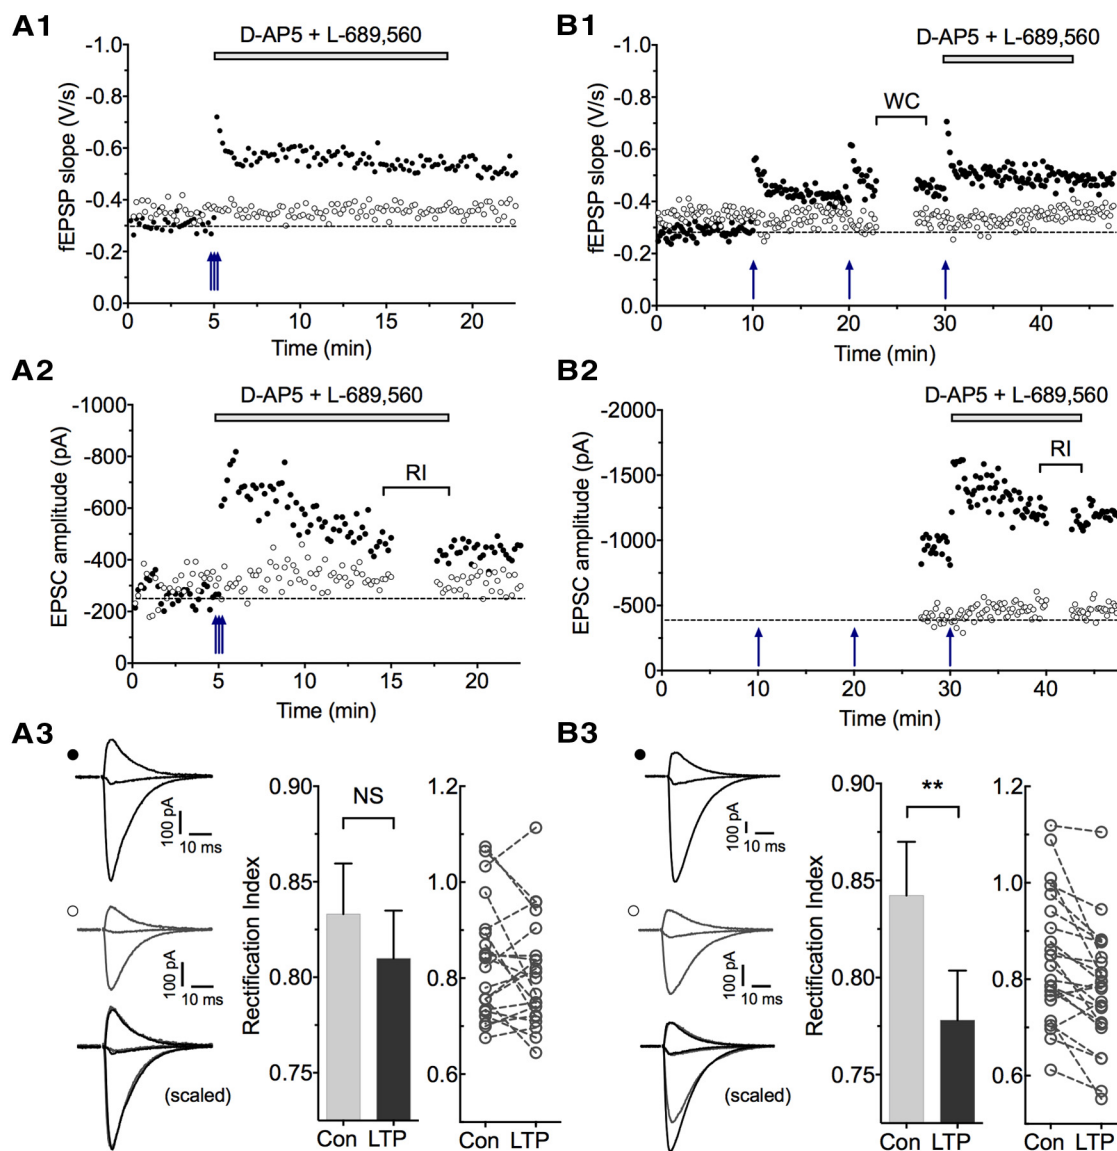 A1
D-AP5 + L-689,560
fEPSP slope (V/s)
-1.0
-0.8
-0.6
-0.4
-0.2
0.0
0 5 10 15 20
Time (min)
B1
D-AP5 + L-689,560
WC
fEPSP slope (V/s)
-1.0
-0.8
-0.6
-0.4
-0.2
0.0
0 10 20 30 40
Time (min)
A2
D-AP5 + L-689,560
RI
EPSC amplitude (pA)
-1000
-800
-600
-400
-200
0
0 5 10 15 20
Time (min)
B2
D-AP5 + L-689,560
RI
EPSC amplitude (pA)
-2000
-1500
-1000
-500
0
0 10 20 30 40
Time (min)
A3
100 pA
10 ms
100 pA
10 ms
(scaled)
Rectification Index
0.90
0.85
0.80
0.75
NS
Con LTP
1.2
1.0
0.8
0.6
Con LTP
B3
100 pA
10 ms
100 pA
10 ms
(scaled)
Rectification Index
0.90
0.85
0.80
0.75
**
Con LTP
1.2
1.0
0.8
0.6
Con LTP